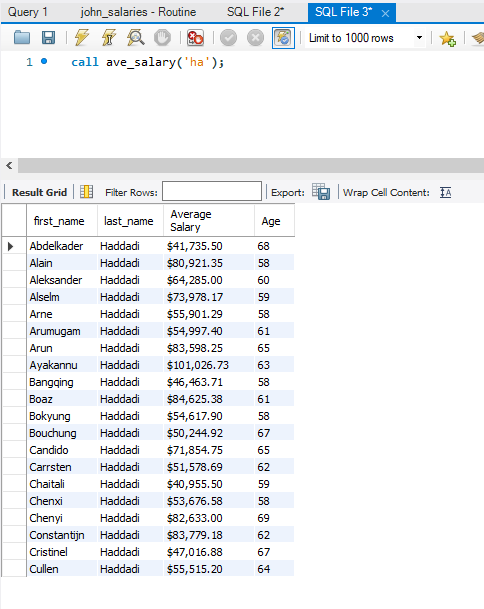 Query 1 john_salaries - Routine SQL File 2* SQL File 3*
Limit to 1000 rows
1 call ave_salary('ha');
Result Grid Filter Rows: Export: Wrap Cell Content:
first_name last_name Average Salary Age
Abdelkader Haddadi $41,735.50 68
Alain Haddadi $80,921.35 58
Aleksander Haddadi $64,285.00 60
Alselm Haddadi $73,978.17 59
Arne Haddadi $55,901.29 58
Arumugam Haddadi $54,997.40 61
Arun Haddadi $83,598.25 65
Ayakannu Haddadi $101,026.73 63
Bangqing Haddadi $46,463.71 58
Boaz Haddadi $84,625.38 61
Bokyung Haddadi $54,617.90 58
Bouchung Haddadi $50,244.92 67
Candido Haddadi $71,854.75 65
Carrsten Haddadi $51,578.69 62
Chaitali Haddadi $40,955.50 59
Chenxi Haddadi $53,676.58 58
Chenyi Haddadi $82,633.00 69
Constantijn Haddadi $83,779.18 62
Cristinel Haddadi $47,016.88 67
Cullen Haddadi $55,515.20 64